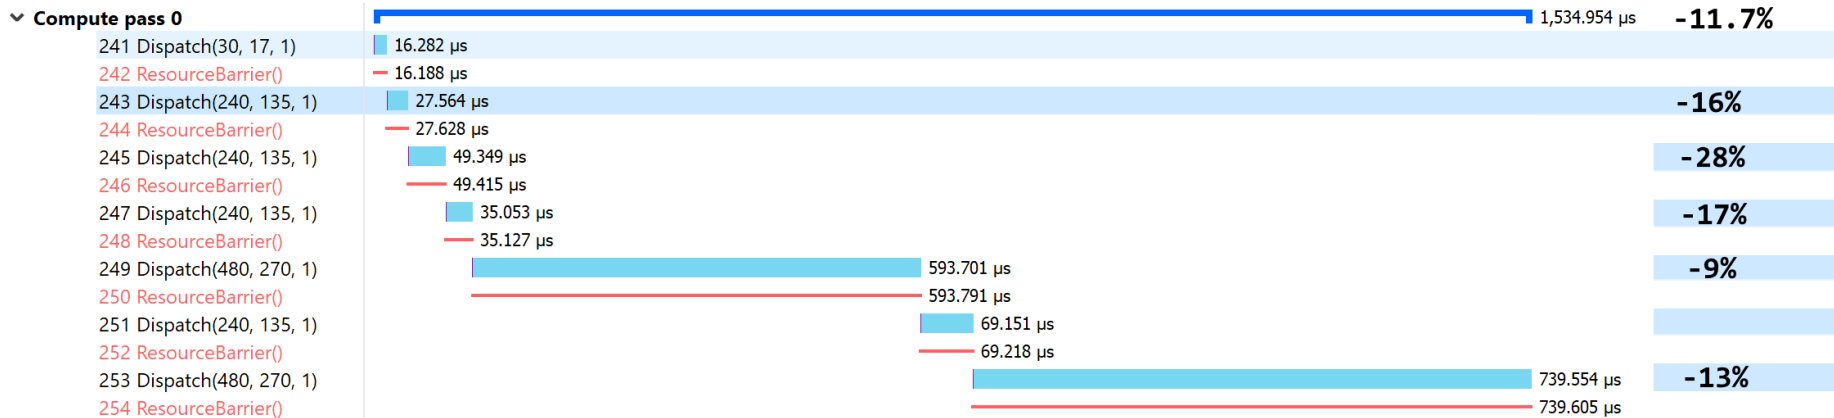 Compute pass 0 1,534.954 µs -11.7%
241 Dispatch(30, 17, 1) 16.282 µs
242 ResourceBarrier() 16.188 µs
243 Dispatch(240, 135, 1) 27.564 µs -16%
244 ResourceBarrier() 27.628 µs
245 Dispatch(240, 135, 1) 49.349 µs -28%
246 ResourceBarrier() 49.415 µs
247 Dispatch(240, 135, 1) 35.053 µs -17%
248 ResourceBarrier() 35.127 µs
249 Dispatch(480, 270, 1) 593.701 µs -9%
250 ResourceBarrier() 593.791 µs
251 Dispatch(240, 135, 1) 69.151 µs
252 ResourceBarrier() 69.218 µs
253 Dispatch(480, 270, 1) 739.554 µs -13%
254 ResourceBarrier() 739.605 µs